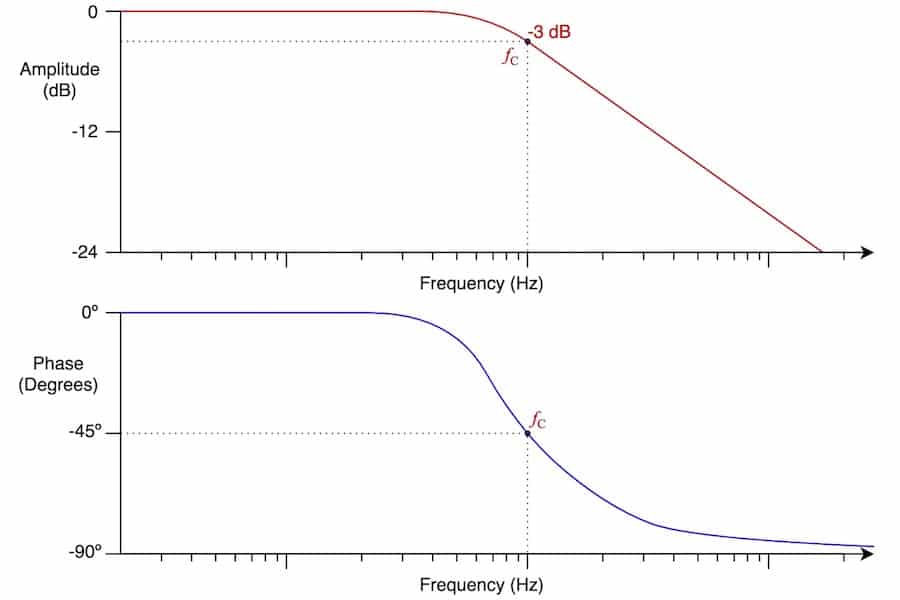 0
-3 dB
fC
Amplitude
(dB)
-12
-24
Frequency (Hz)
0º
Phase
(Degrees)
fC
-45º
-90º
Frequency (Hz)